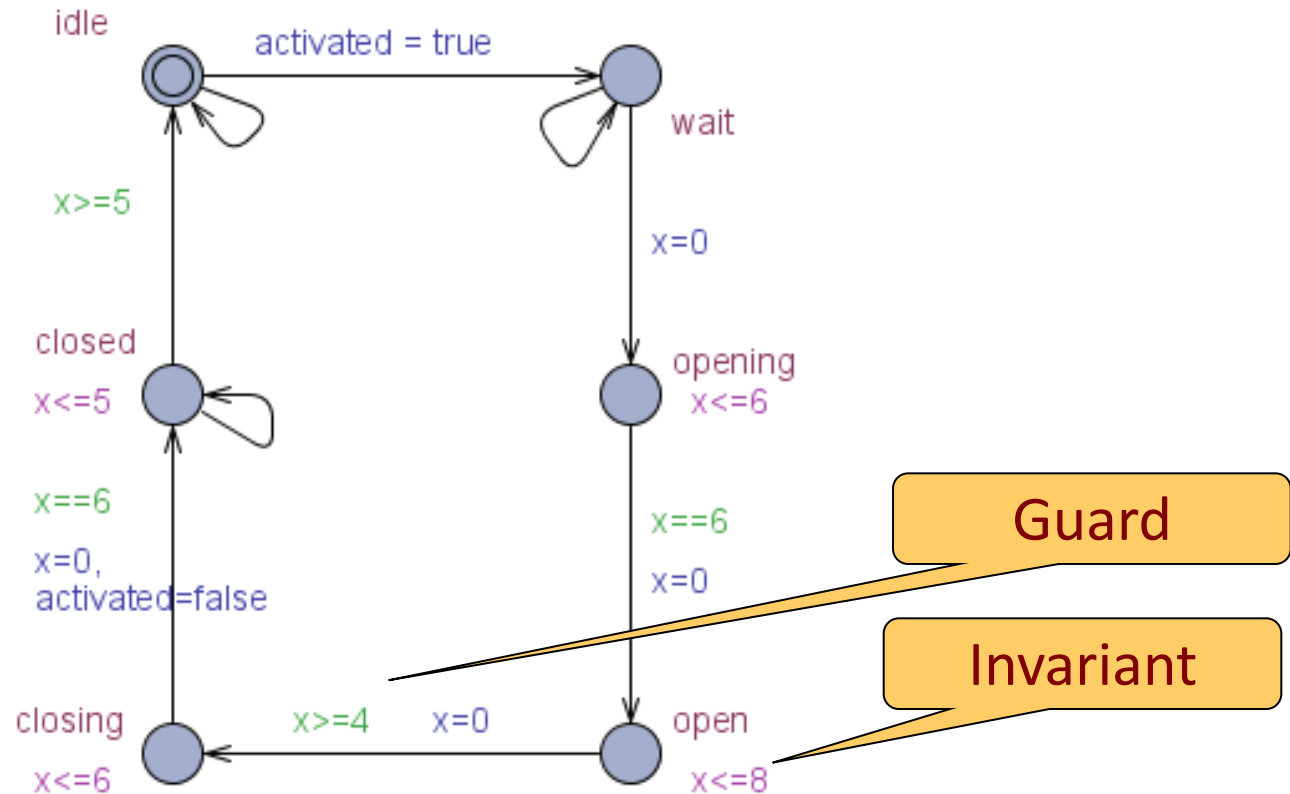 idle
activated = true
wait
x>=5
x=0
closed
x<=5
opening
x<=6
x==6
x=0,
activated=false
x==6
x=0
Guard
Invariant
closing
x<=6
x>=4 x=0
open
x<=8